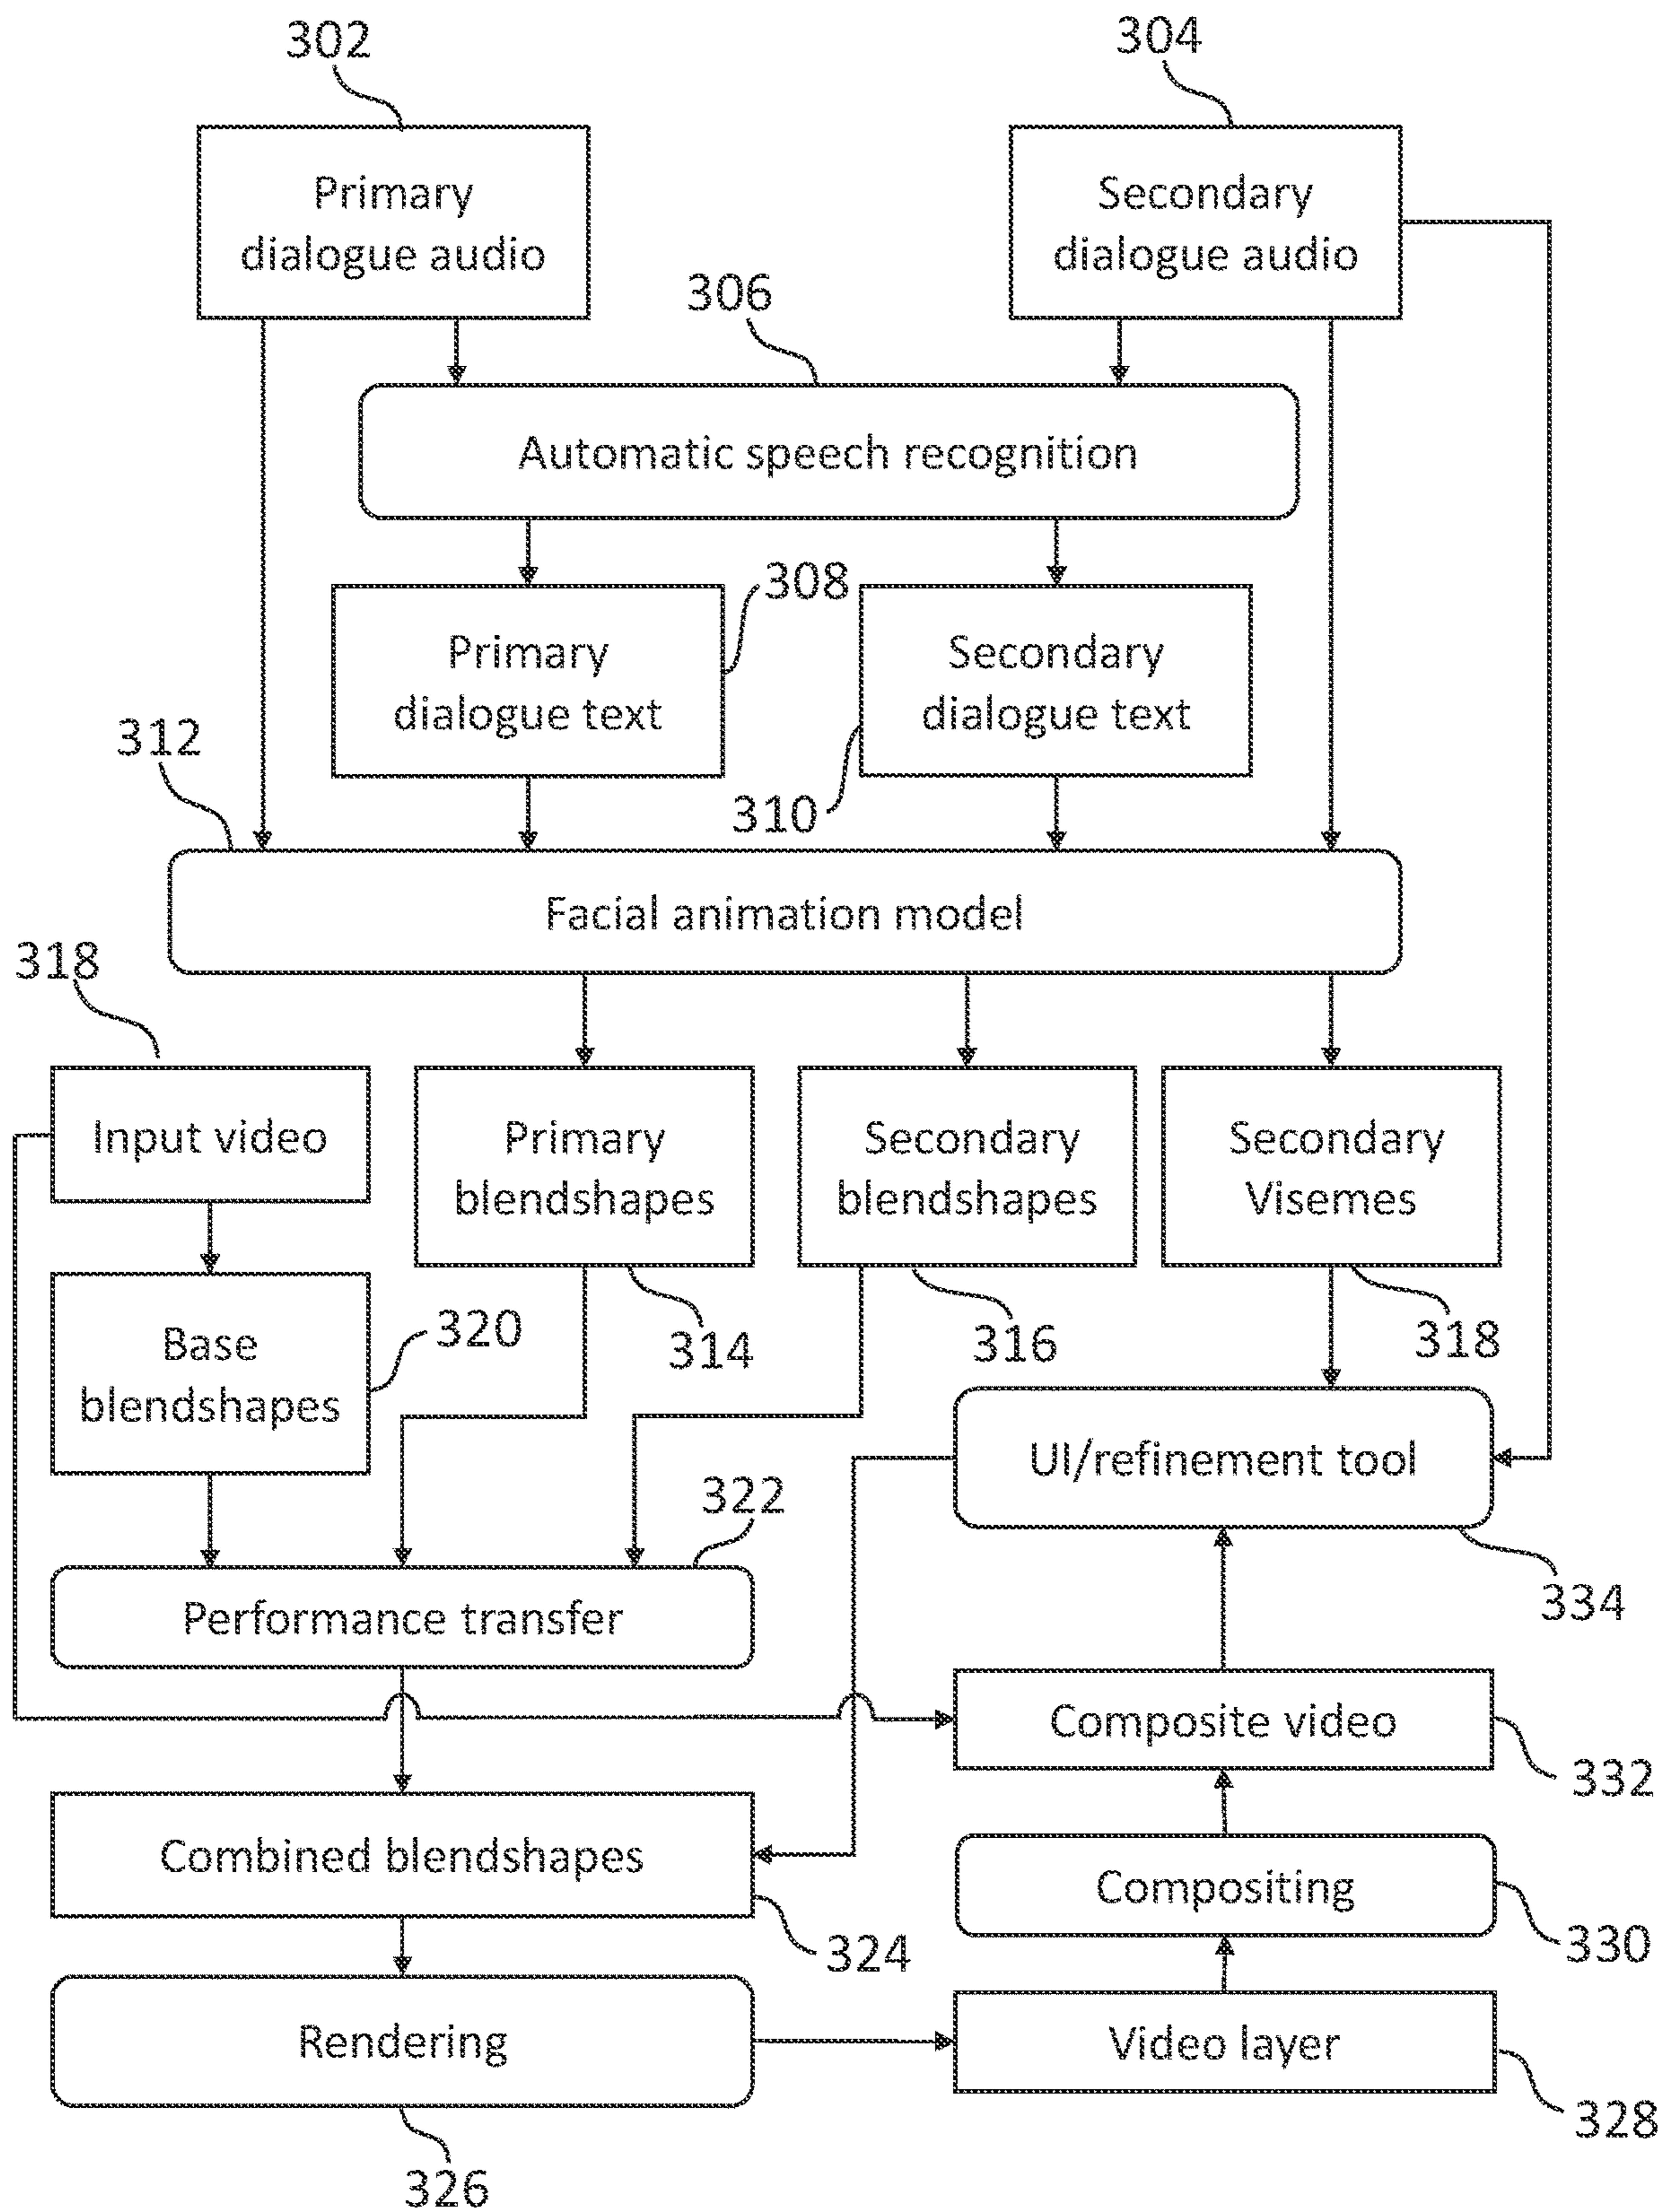 302
304
Primary
dialogue audio
Secondary
dialogue audio
306
Automatic speech recognition
308
Primary
dialogue text
Secondary
dialogue text
310
312
Facial animation model
318
Input video
Primary
blendshapes
Secondary
blendshapes
Secondary
Visemes
314
316
318
Base
blendshapes
320
UI/refinement tool
322
334
Performance transfer
Composite video
332
Combined blendshapes
324
Compositing
330
Rendering
Video layer
328
326